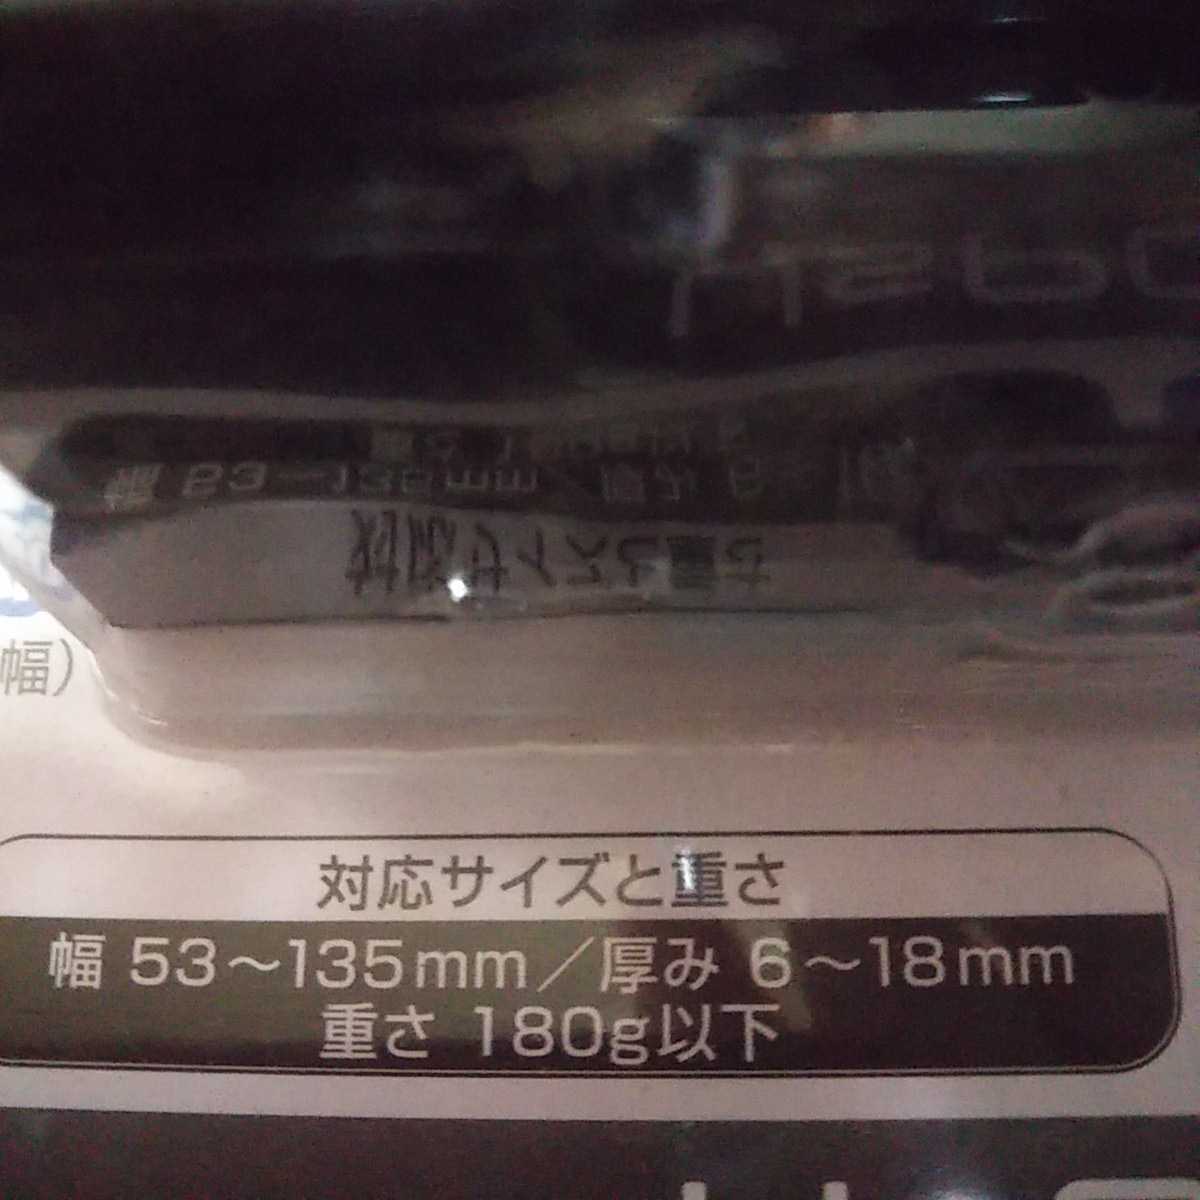 幅）
対応サイズと重さ
幅 53～135mm／厚み 6～18mm
重さ 180g以下